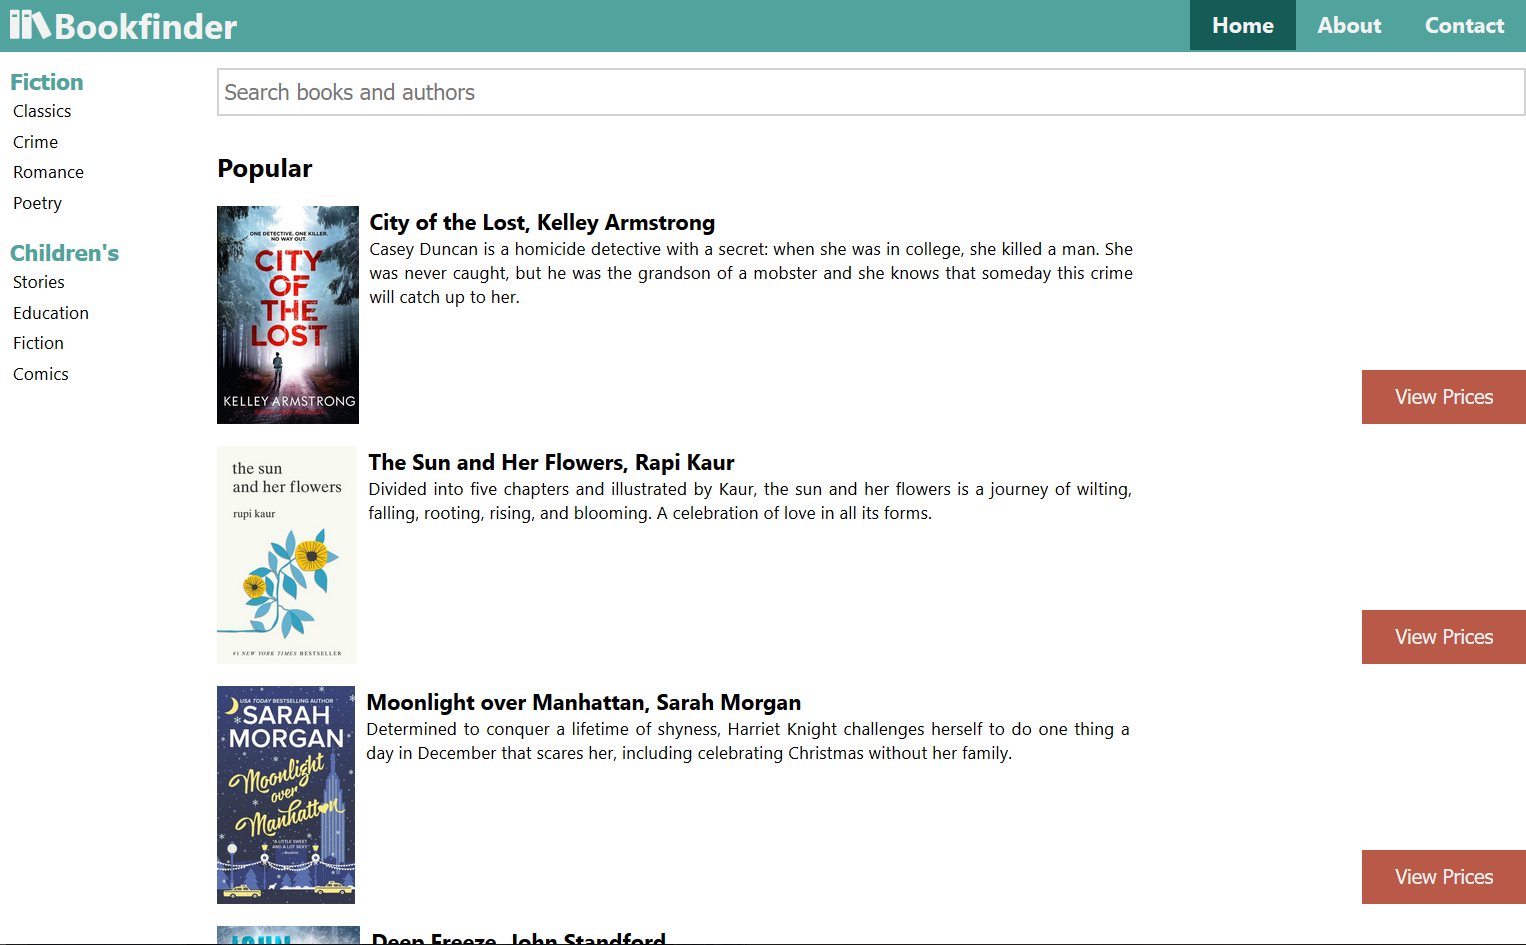 Bookfinder
Home
About
Contact
Fiction
Classics
Crime
Romance
Poetry
Children's
Stories
Education
Fiction
Comics
Search books and authors
Popular
ONE DETECTIVE. ONE KILLER.
NO WAY OUT.
CITY
OF
THE
LOST
KELLEY ARMSTRONG
City of the Lost, Kelley Armstrong
Casey Duncan is a homicide detective with a secret: when she was in college, she killed a man. She
was never caught, but he was the grandson of a mobster and she knows that someday this crime
will catch up to her.
View Prices
the sun
and her flowers
rupi kaur
#1 NEW YORK TIMES BESTSELLER
The Sun and Her Flowers, Rapi Kaur
Divided into five chapters and illustrated by Kaur, the sun and her flowers is a journey of wilting,
falling, rooting, rising, and blooming. A celebration of love in all its forms.
View Prices
USA TODAY BESTSELLING AUTHOR
SARAH
MORGAN
Moonlight
over
Manhattan
"A LITTLE SWEET
AND A LOT SEXY."
Moonlight over Manhattan, Sarah Morgan
Determined to conquer a lifetime of shyness, Harriet Knight challenges herself to do one thing a
day in December that scares her, including celebrating Christmas without her family.
View Prices
JOHN
Deep Freeze, John Standford